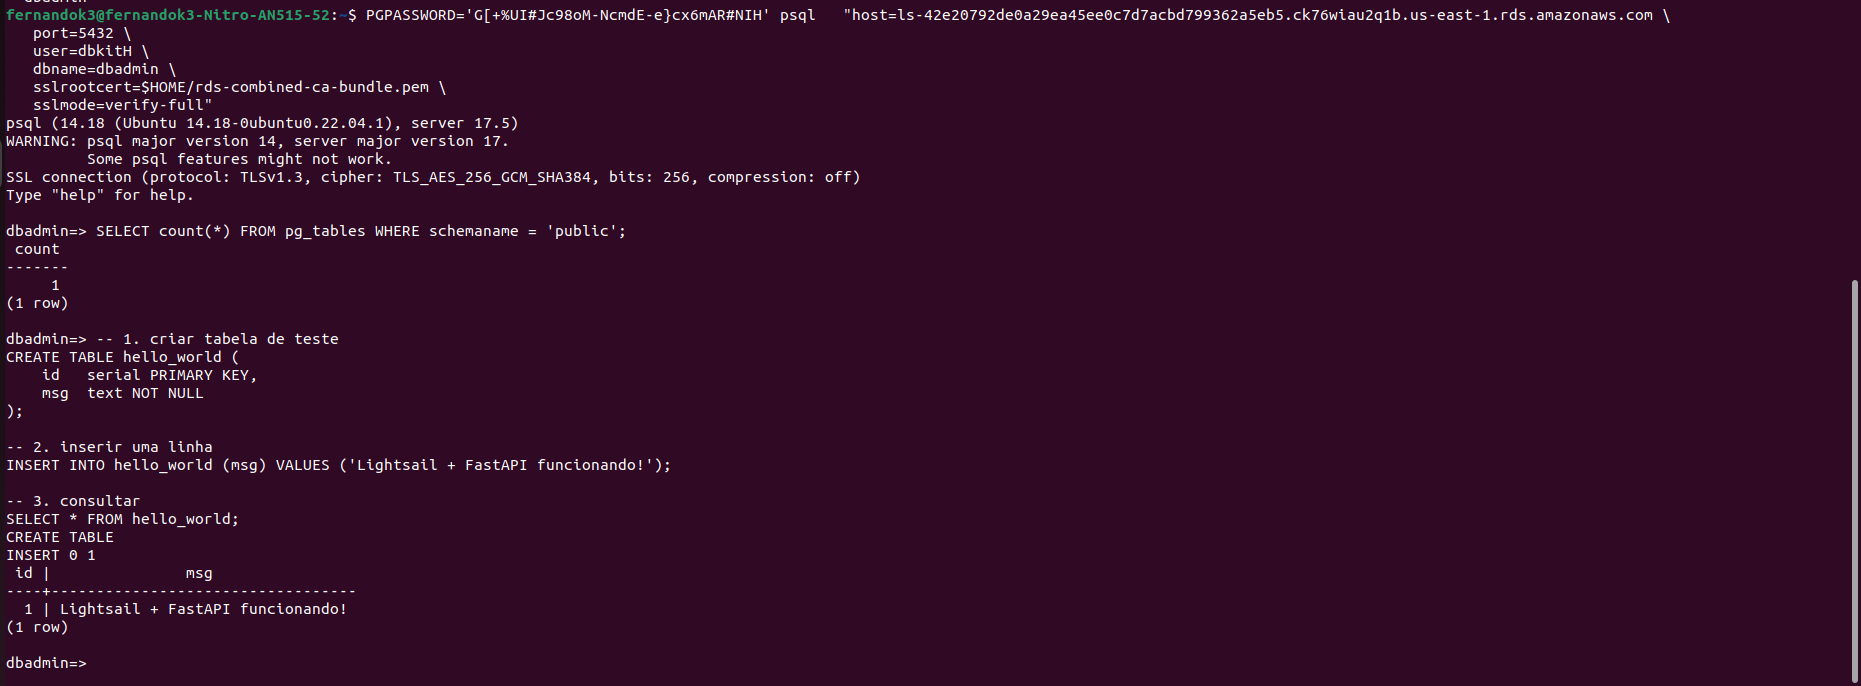 fernandok3@fernandok3-Nitro-AN515-52:~$ PGPASSWORD='G[+%UI#Jc98oM-NcmdE-e}cx6mAR#NIH' psql   "host=ls-42e20792de0a29ea45ee0c7d7acbd799362a5eb5.ck76wiau2q1b.us-east-1.rds.amazonaws.com \
   port=5432 \
   user=dbkitH \
   dbname=dbadmin \
   sslrootcert=$HOME/rds-combined-ca-bundle.pem \
   sslmode=verify-full"
psql (14.18 (Ubuntu 14.18-0ubuntu0.22.04.1), server 17.5)
WARNING: psql major version 14, server major version 17.
         Some psql features might not work.
SSL connection (protocol: TLSv1.3, cipher: TLS_AES_256_GCM_SHA384, bits: 256, compression: off)
Type "help" for help.

dbadmin=> SELECT count(*) FROM pg_tables WHERE schemaname = 'public';
 count
-------
     1
(1 row)

dbadmin=> -- 1. criar tabela de teste
CREATE TABLE hello_world (
    id   serial PRIMARY KEY,
    msg  text NOT NULL
);

-- 2. inserir uma linha
INSERT INTO hello_world (msg) VALUES ('Lightsail + FastAPI funcionando!');

-- 3. consultar
SELECT * FROM hello_world;
CREATE TABLE
INSERT 0 1
 id |               msg
----+----------------------------------
  1 | Lightsail + FastAPI funcionando!
(1 row)

dbadmin=>